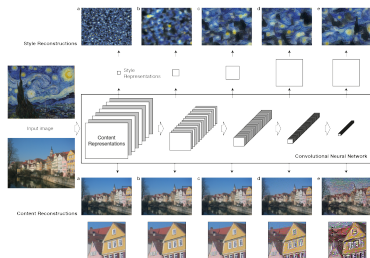 a b c d e
Style Reconstructions
Style
Representations
Input image
Content
Representations
Convolutional Neural Network
a b c d e
Content Reconstructions